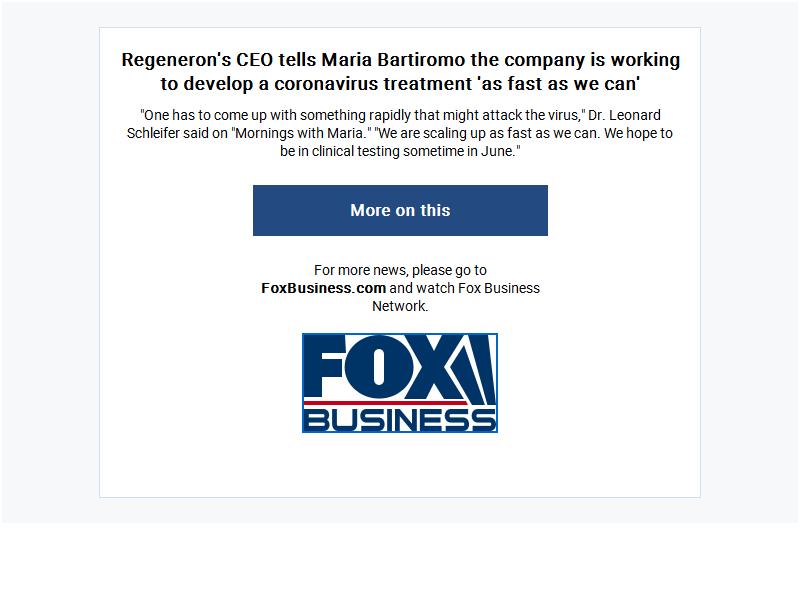 Regeneron's CEO tells Maria Bartiromo the company is working
to develop a coronavirus treatment 'as fast as we can'
"One has to come up with something rapidly that might attack the virus," Dr. Leonard
Schleifer said on "Mornings with Maria." "We are scaling up as fast as we can. We hope to
be in clinical testing sometime in June."
More on this
For more news, please go to
FoxBusiness.com and watch Fox Business
Network.
FOX
BUSINESS